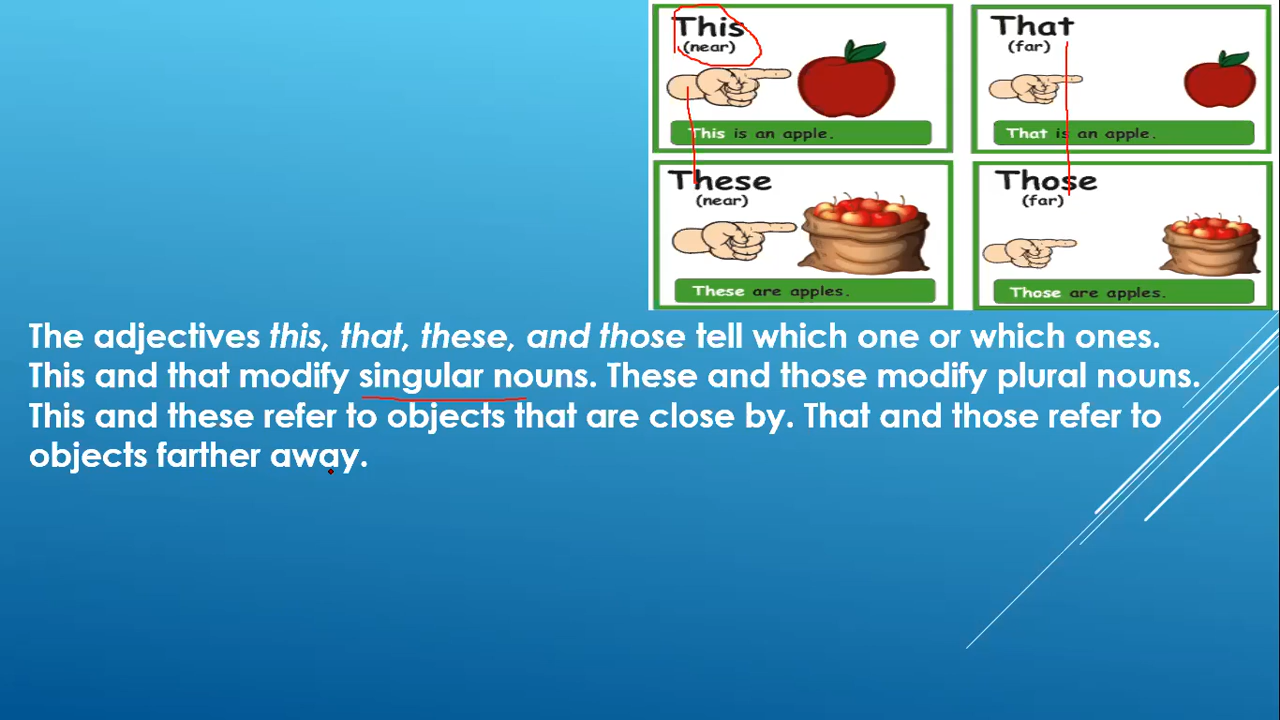 This
(near)
This is an apple.
That
(far)
That is an apple.
These
(near)
These are apples.
Those
(far)
Those are apples.
The adjectives this, that, these, and those tell which one or which ones.
This and that modify singular nouns. These and those modify plural nouns.
This and these refer to objects that are close by. That and those refer to
objects farther away.